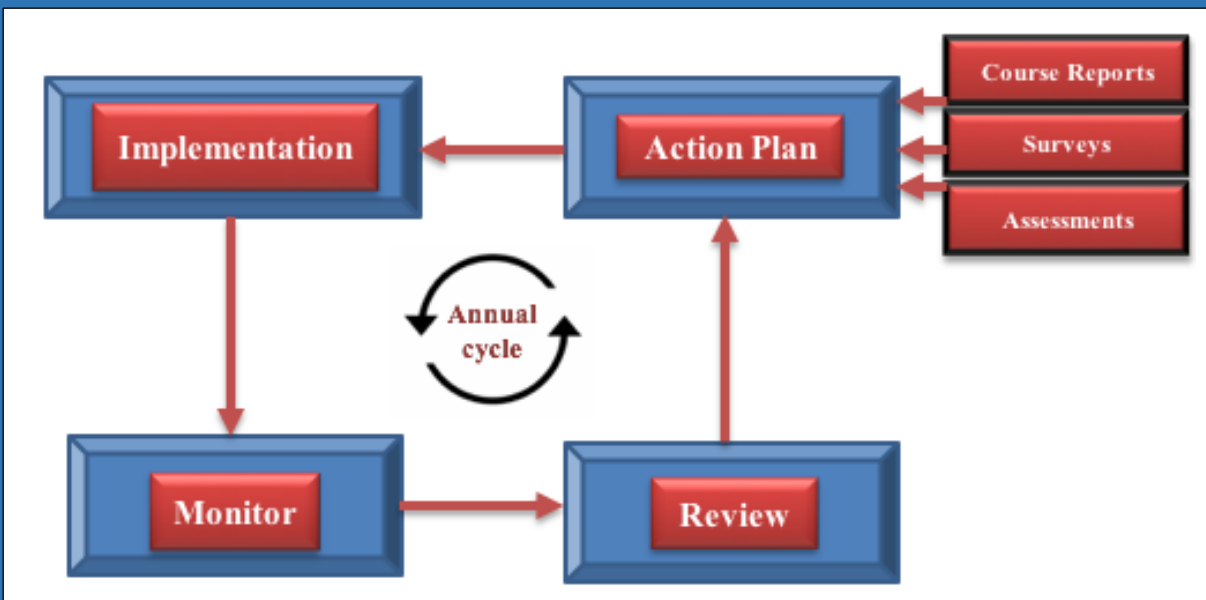 Course Reports
Implementation
Action Plan
Surveys
Assessments
Annual
cycle
Monitor
Review